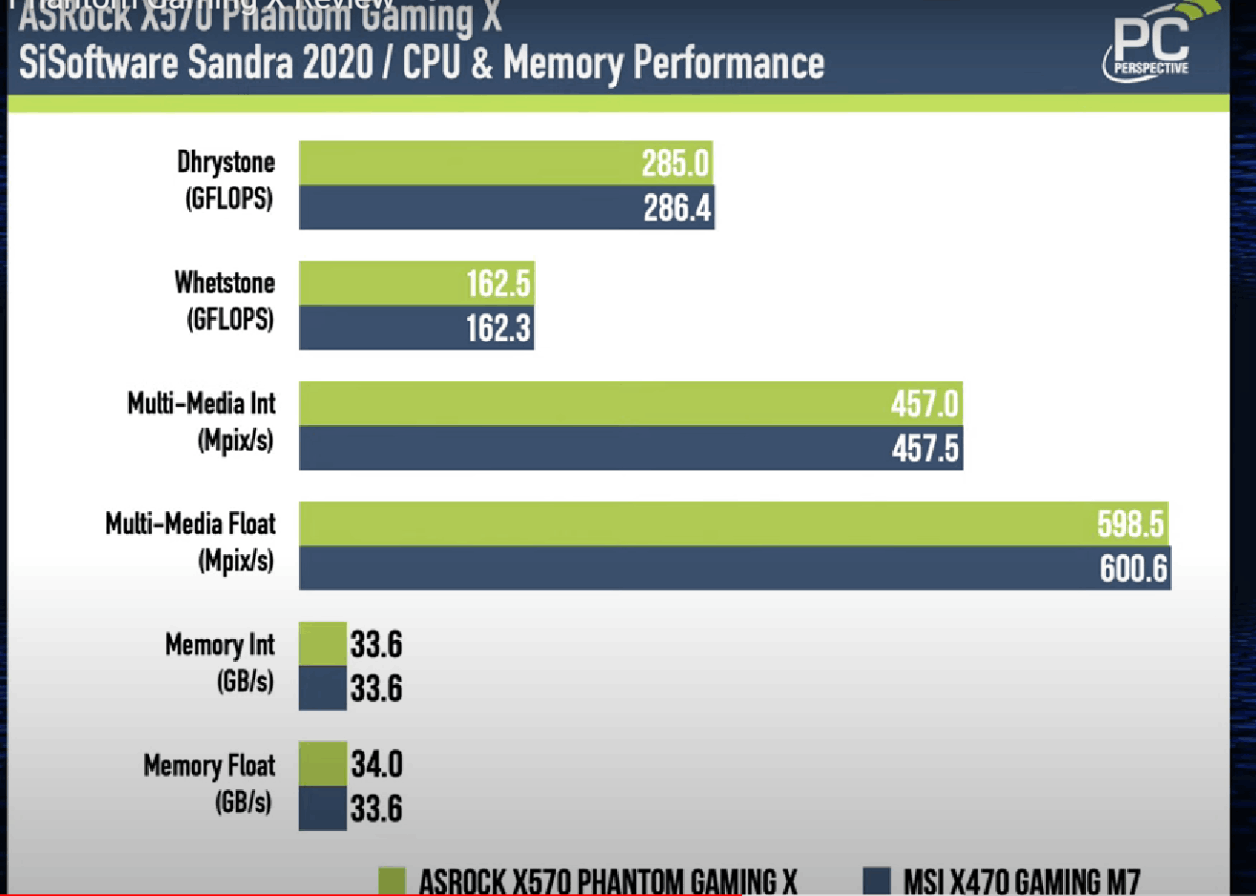 Phantom Gaming X Review
ASRock X570 Phantom Gaming X
SiSoftware Sandra 2020 / CPU & Memory Performance
PC
PERSPECTIVE
Dhrystone
(GFLOPS)
285.0
286.4
Whetstone
(GFLOPS)
162.5
162.3
Multi-Media Int
(Mpix/s)
457.0
457.5
Multi-Media Float
(Mpix/s)
598.5
600.6
Memory Int
(GB/s)
33.6
33.6
Memory Float
(GB/s)
34.0
33.6
ASROCK X570 PHANTOM GAMING X
MSI X470 GAMING M7